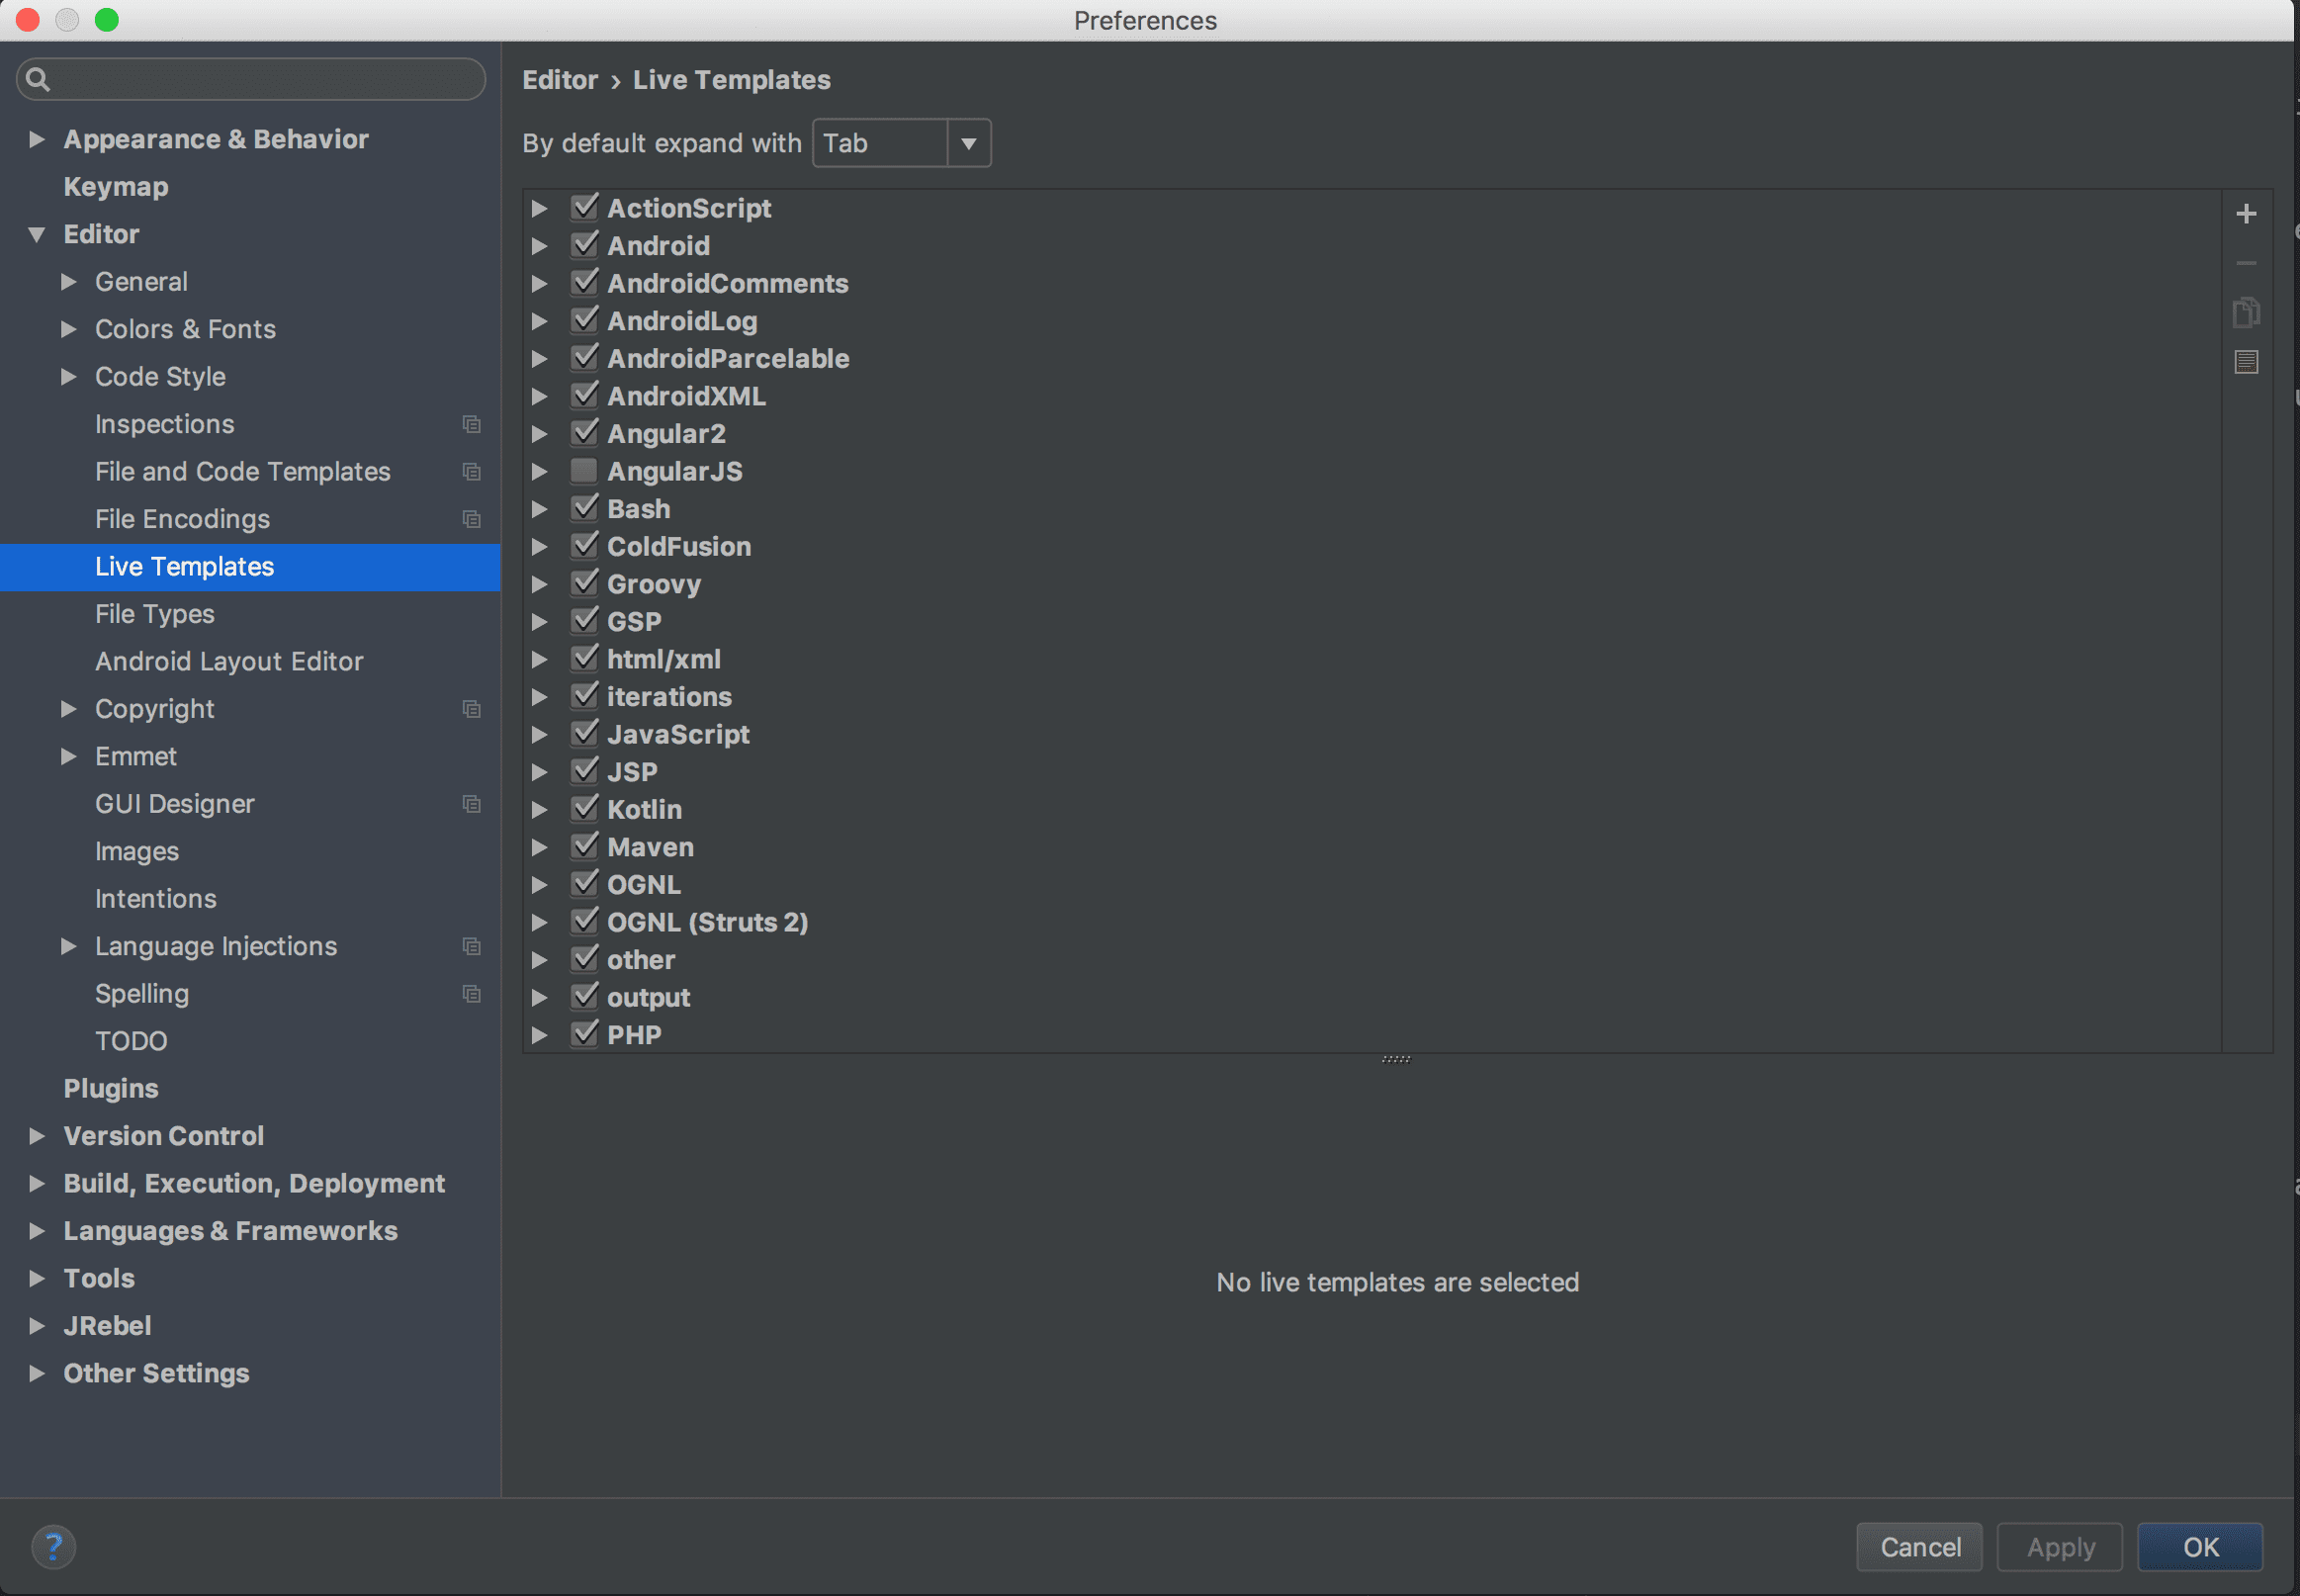 Preferences
Appearance & Behavior
Keymap
Editor
General
Colors & Fonts
Code Style
Inspections
File and Code Templates
File Encodings
Live Templates
File Types
Android Layout Editor
Copyright
Emmet
GUI Designer
Images
Intentions
Language Injections
Spelling
TODO
Plugins
Version Control
Build, Execution, Deployment
Languages & Frameworks
Tools
JRebel
Other Settings
Editor › Live Templates
By default expand with Tab
ActionScript
Android
AndroidComments
AndroidLog
AndroidParcelable
AndroidXML
Angular2
AngularJS
Bash
ColdFusion
Groovy
GSP
html/xml
iterations
JavaScript
JSP
Kotlin
Maven
OGNL
OGNL (Struts 2)
other
output
PHP
No live templates are selected
?
Cancel
Apply
OK